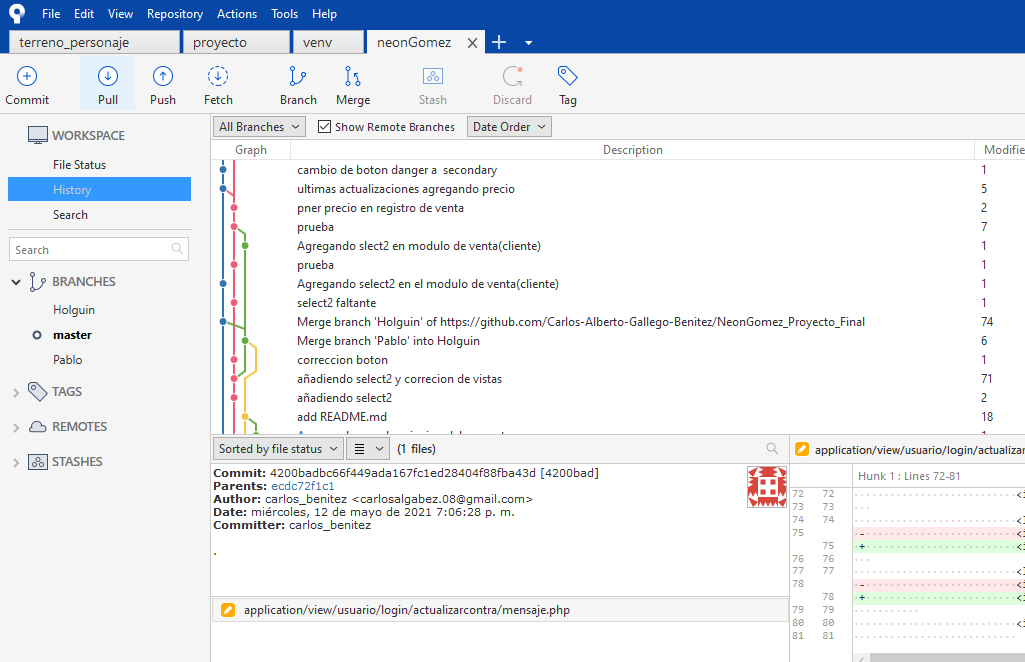 File Edit View Repository Actions Tools Help
terreno_personaje proyecto venv neonGomez
Commit Pull Push Fetch Branch Merge Stash Discard Tag
WORKSPACE
File Status
History
Search
Search
BRANCHES
Holguin
master
Pablo
TAGS
REMOTES
STASHES
All Branches Show Remote Branches Date Order
Graph Description Modifie
cambio de boton danger a secondary 1
ultimas actualizaciones agregando precio 5
pner precio en registro de venta 2
prueba 7
Agregando slect2 en modulo de venta(cliente) 1
prueba 1
Agregando select2 en el modulo de venta(cliente) 1
select2 faltante 1
Merge branch 'Holguin' of https://github.com/Carlos-Alberto-Gallego-Benitez/NeonGomez_Proyecto_Final 74
Merge branch 'Pablo' into Holguin 6
correccion boton 1
añadiendo select2 y correcion de vistas 71
añadiendo select2 2
add README.md 18
Sorted by file status (1 files)
Commit: 4200badbc66f449ada167fc1ed28404f88fba43d [4200bad]
Parents: ecdc72f1c1
Author: carlos_benitez <carlosalgabez.08@gmail.com>
Date: miércoles, 12 de mayo de 2021 7:06:28 p. m.
Committer: carlos_benitez
.
application/view/usuario/login/actualizarcontra/mensaje.php
application/view/usuario/login/actualizar
Hunk 1 : Lines 72-81
72 72 <i
73 73
74 74 <l
75 - <i
75 + <i
76 76
77 77 <l
78 - <i
78 + <i
79 79
80 80 <i
81 81